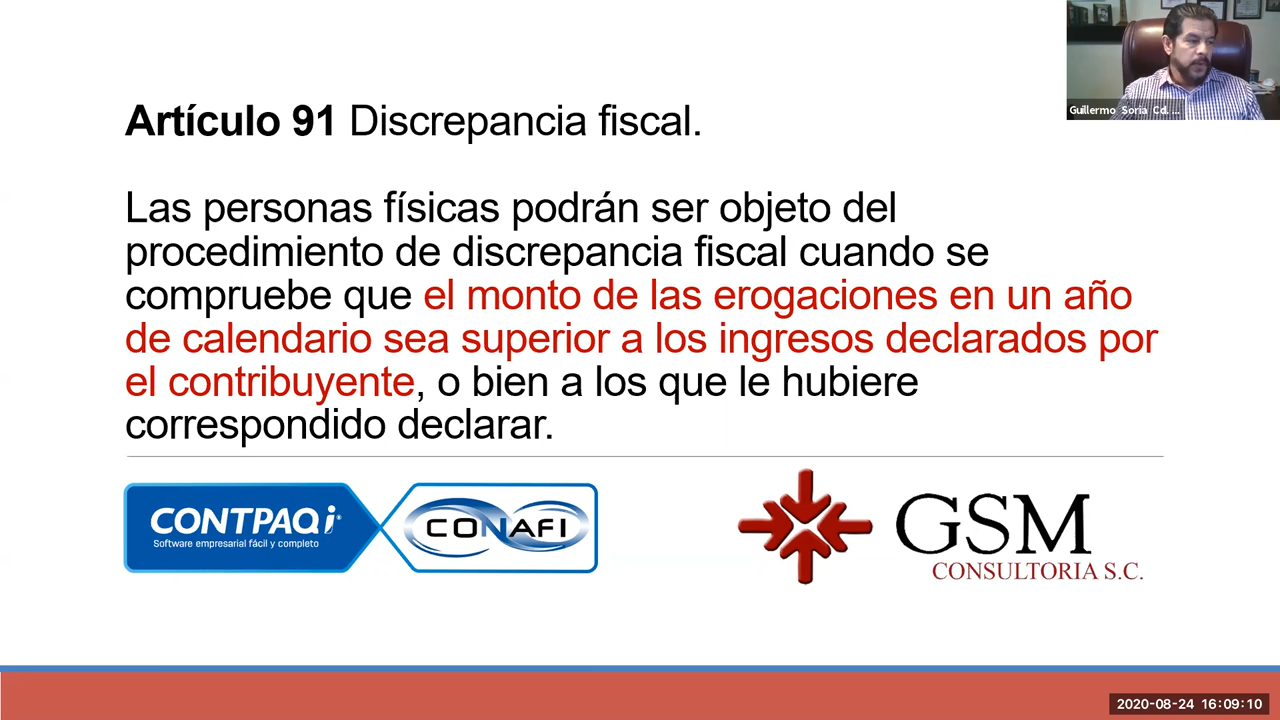 Guillermo Soria Cd....
Artículo 91 Discrepancia fiscal.
Las personas físicas podrán ser objeto del
procedimiento de discrepancia fiscal cuando se
compruebe que el monto de las erogaciones en un año
de calendario sea superior a los ingresos declarados por
el contribuyente, o bien a los que le hubiere
correspondido declarar.
CONTPAQi®
Software empresarial fácil y completo
CONAFI
GSM
CONSULTORIA S.C.
2020-08-24 16:09:10